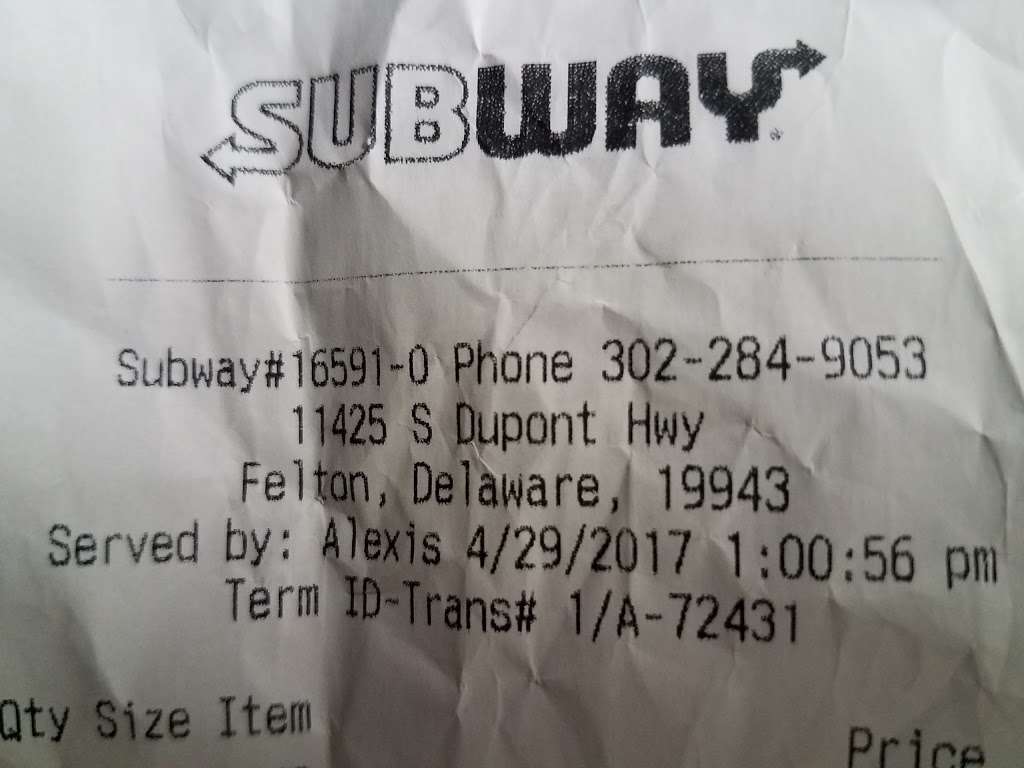 SUBWAY
Subway#16591-0 Phone 302-284-9053
11425 S Dupont Hwy
Felton, Delaware, 19943
Served by: Alexis 4/29/2017 1:00:56 pm
Term ID-Trans# 1/A-72431
Qty Size Item Price